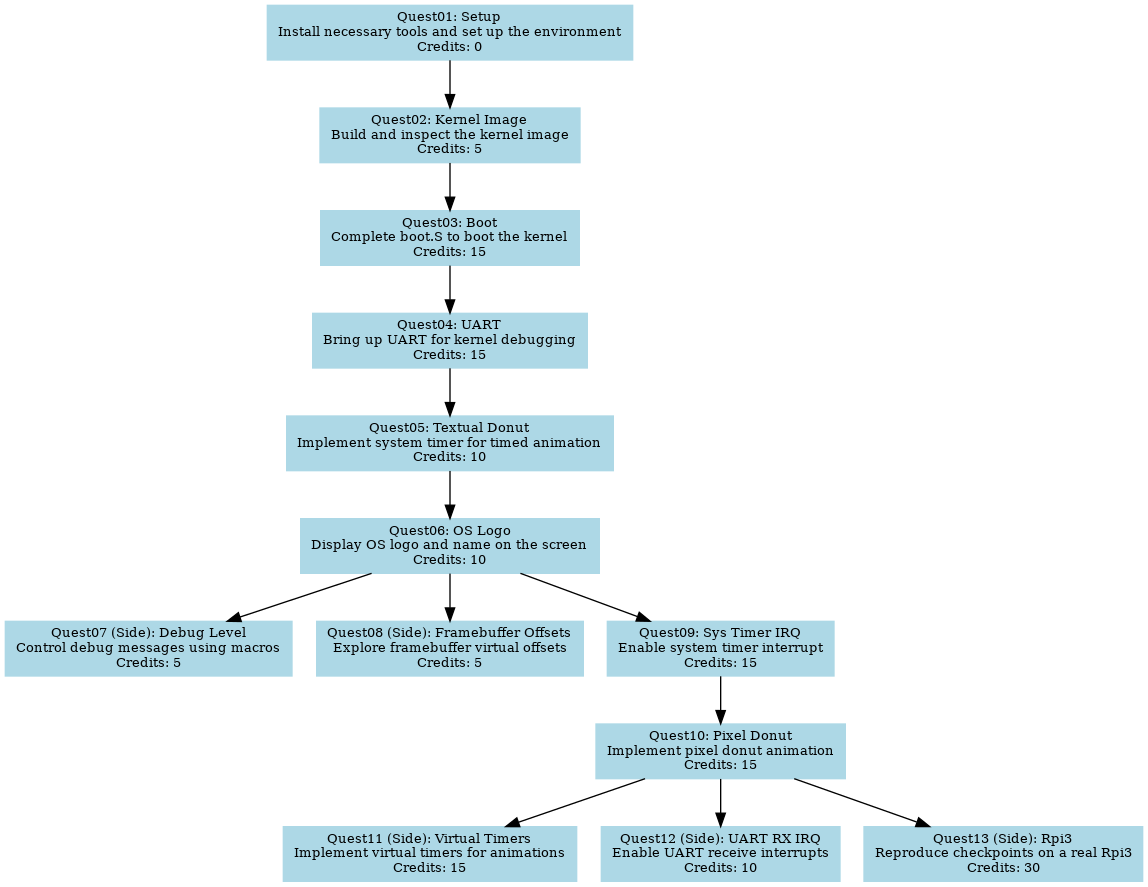 Quest01: Setup
Install necessary tools and set up the environment
Credits: 0
Quest02: Kernel Image
Build and inspect the kernel image
Credits: 5
Quest03: Boot
Complete boot.S to boot the kernel
Credits: 15
Quest04: UART
Bring up UART for kernel debugging
Credits: 15
Quest05: Textual Donut
Implement system timer for timed animation
Credits: 10
Quest06: OS Logo
Display OS logo and name on the screen
Credits: 10
Quest07 (Side): Debug Level
Control debug messages using macros
Credits: 5
Quest08 (Side): Framebuffer Offsets
Explore framebuffer virtual offsets
Credits: 5
Quest09: Sys Timer IRQ
Enable system timer interrupt
Credits: 15
Quest10: Pixel Donut
Implement pixel donut animation
Credits: 15
Quest11 (Side): Virtual Timers
Implement virtual timers for animations
Credits: 15
Quest12 (Side): UART RX IRQ
Enable UART receive interrupts
Credits: 10
Quest13 (Side): Rpi3
Reproduce checkpoints on a real Rpi3
Credits: 30